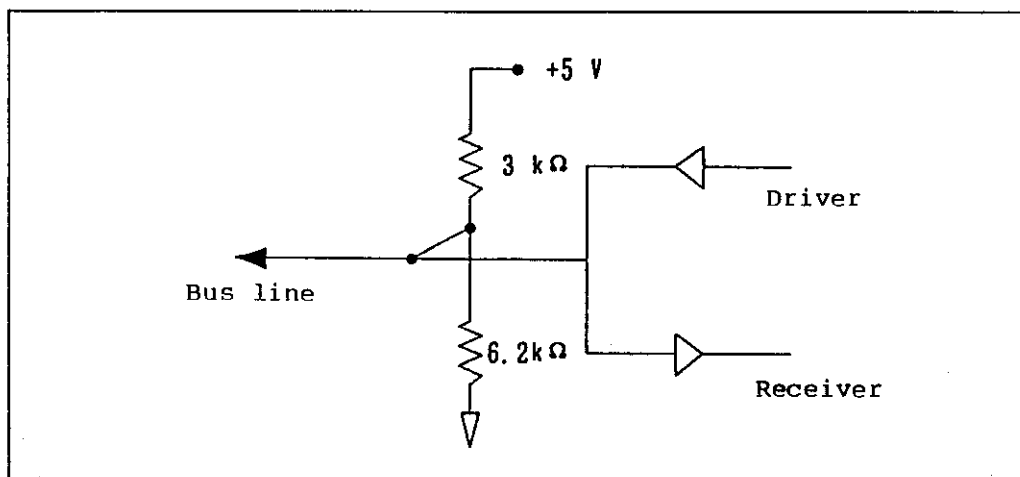 +5 V
3 kΩ
Driver
Bus line
6.2kΩ
Receiver